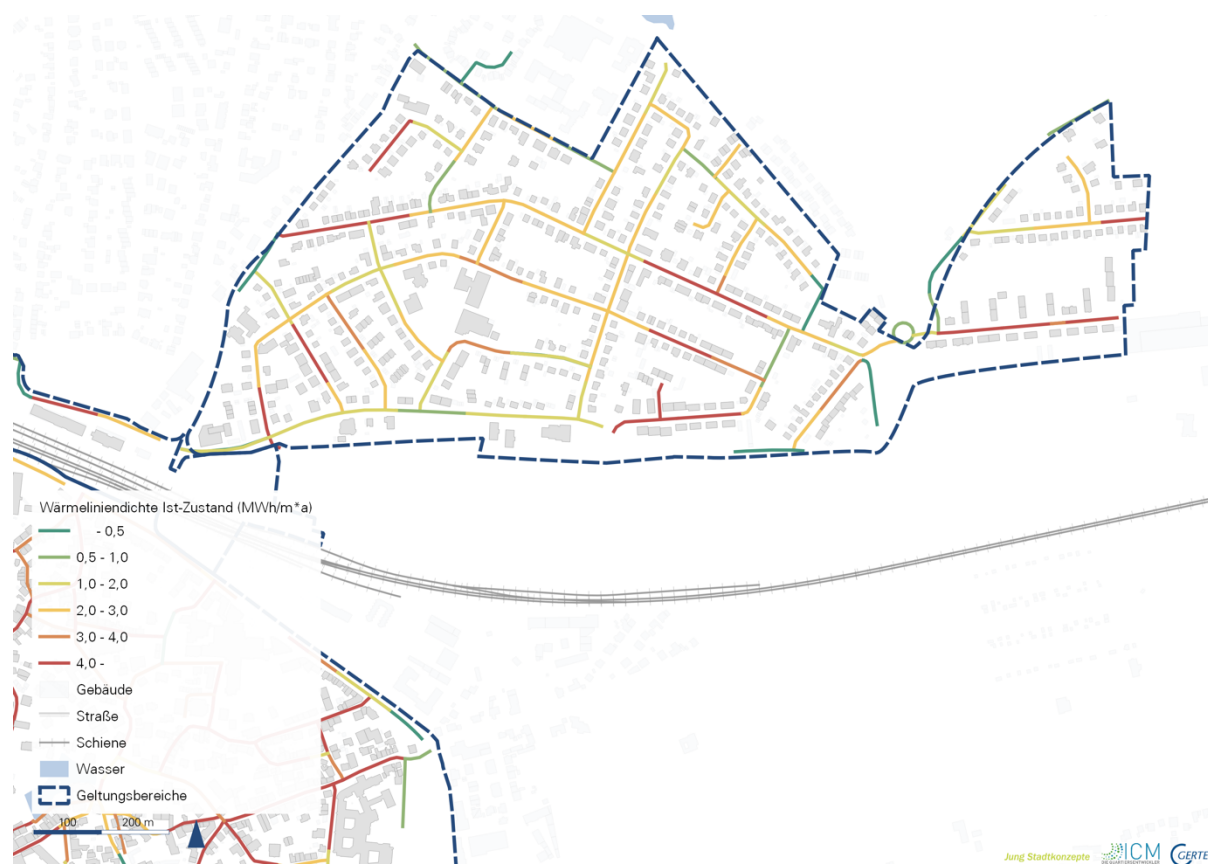 Wärmeliniendichte Ist-Zustand (MWh/m*a)
- 0,5
0,5 - 1,0
1,0 - 2,0
2,0 - 3,0
3,0 - 4,0
4,0 -
Gebäude
Straße
Schiene
Wasser
Geltungsbereiche
100 200 m
Jung Stadtkonzepte ICM GERTE